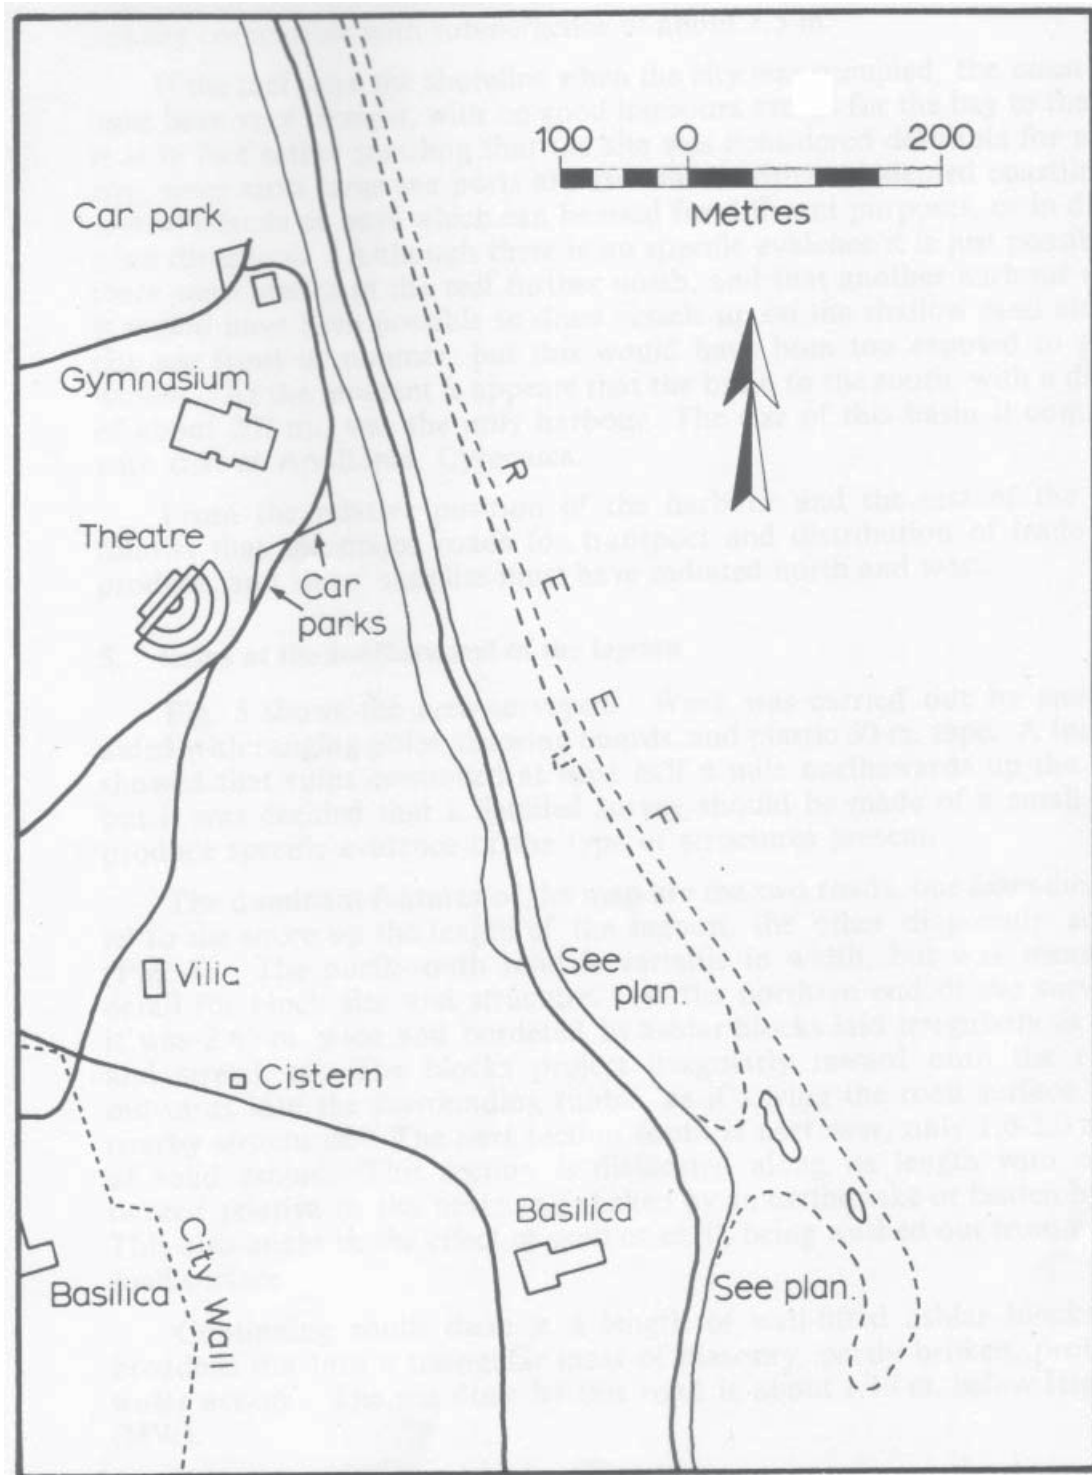 100 0 200
Metres
Car park
Gymnasium
Theatre
Car
parks
REEF
See
plan.
Vilic.
Cistern
Basilica
See plan.
City Wall
Basilica